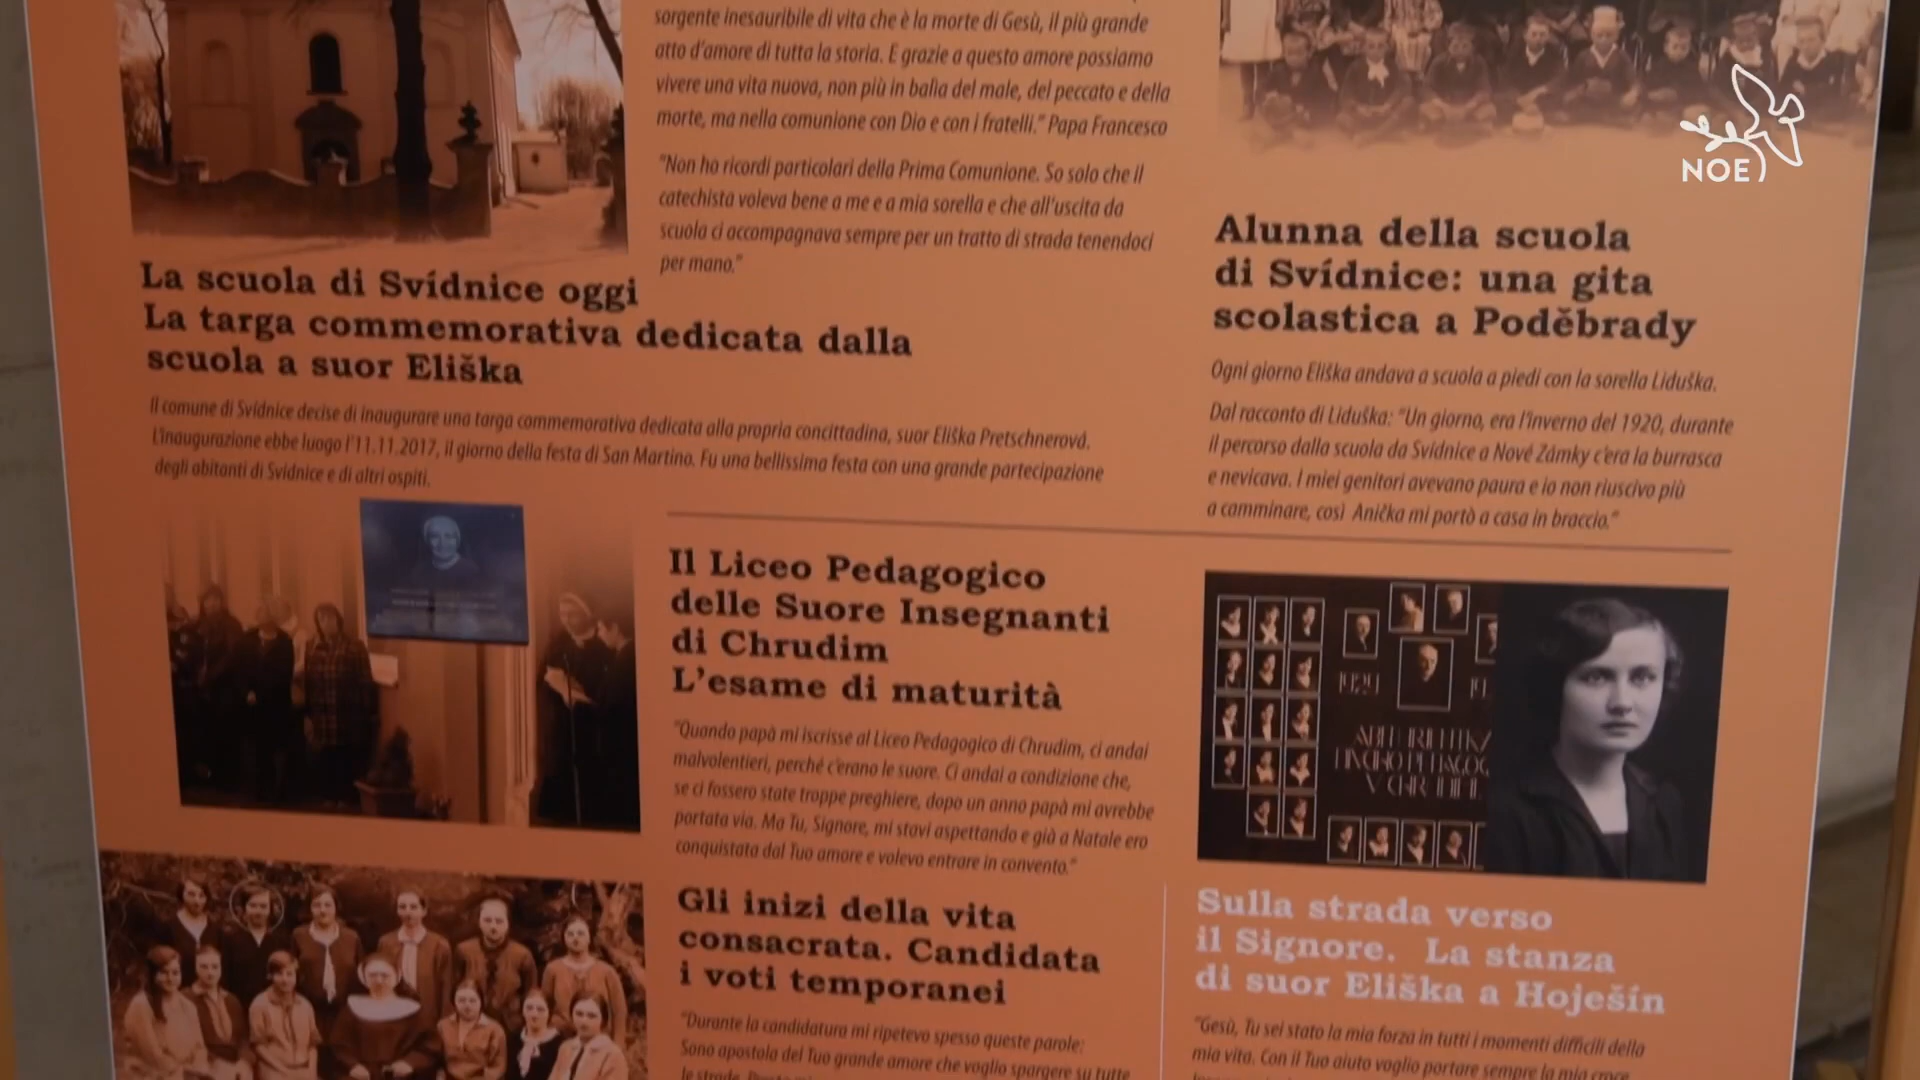 sorgente inesauribile di vita che è la morte di Gesù, il più grande
atto d'amore di tutta la storia. E grazie a questo amore possiamo
vivere una vita nuova, non più in balìa del male, del peccato e della
morte, ma nella comunione con Dio e con i fratelli." Papa Francesco
"Non ho ricordi particolari della Prima Comunione. So solo che il
catechista voleva bene a me e a mia sorella e che all'uscita da
scuola ci accompagnava sempre per un tratto di strada tenendoci
per mano."
NOE
La scuola di Svídnice oggi
La targa commemorativa dedicata dalla
scuola a suor Eliška
Il comune di Svídnice decise di inaugurare una targa commemorativa dedicata alla propria concittadina, suor Eliška Pretschnerová.
L'inaugurazione ebbe luogo l'11.11.2017, il giorno della festa di San Martino. Fu una bellissima festa con una grande partecipazione
degli abitanti di Svídnice e di altri ospiti.
Alunna della scuola
di Svídnice: una gita
scolastica a Poděbrady
Ogni giorno Eliška andava a scuola a piedi con la sorella Liduška.
Dal racconto di Liduška: "Un giorno, era l'inverno del 1920, durante
il percorso dalla scuola da Svídnice a Nové Zámky c'era la burrasca
e nevicava. I miei genitori avevano paura e io non riuscivo più
a camminare, così Anička mi portò a casa in braccio."
Il Liceo Pedagogico
delle Suore Insegnanti
di Chrudim
L'esame di maturità
"Quando papà mi iscrisse al Liceo Pedagogico di Chrudim, ci andai
malvolentieri, perché c'erano le suore. Ci andai a condizione che,
se ci fossero state troppe preghiere, dopo un anno papà mi avrebbe
portata via. Ma Tu, Signore, mi stavi aspettando e già a Natale ero
conquistata dal Tuo amore e volevo entrare in convento."
Gli inizi della vita
consacrata. Candidata
i voti temporanei
"Durante la candidatura mi ripetevo spesso queste parole:
Sono apostola del Tuo grande amore che voglio spargere su tutte
le strade.
Sulla strada verso
il Signore. La stanza
di suor Eliška a Hoješín
"Gesù, Tu sei stato la mia forza in tutti i momenti difficili della
mia vita. Con il Tuo aiuto voglio portare sempre la mia croce